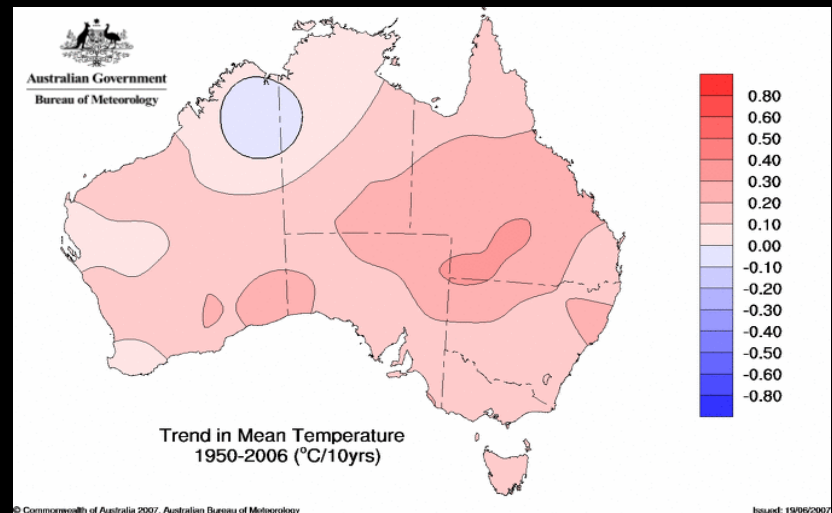 Australian Government
Bureau of Meteorology
0.80
0.60
0.50
0.40
0.30
0.20
0.10
0.00
-0.10
-0.20
-0.30
-0.40
-0.50
-0.60
-0.80
Trend in Mean Temperature
1950-2006 (°C/10yrs)
© Commonwealth of Australia 2007, Australian Bureau of Meteorology
Issued: 19/06/2007